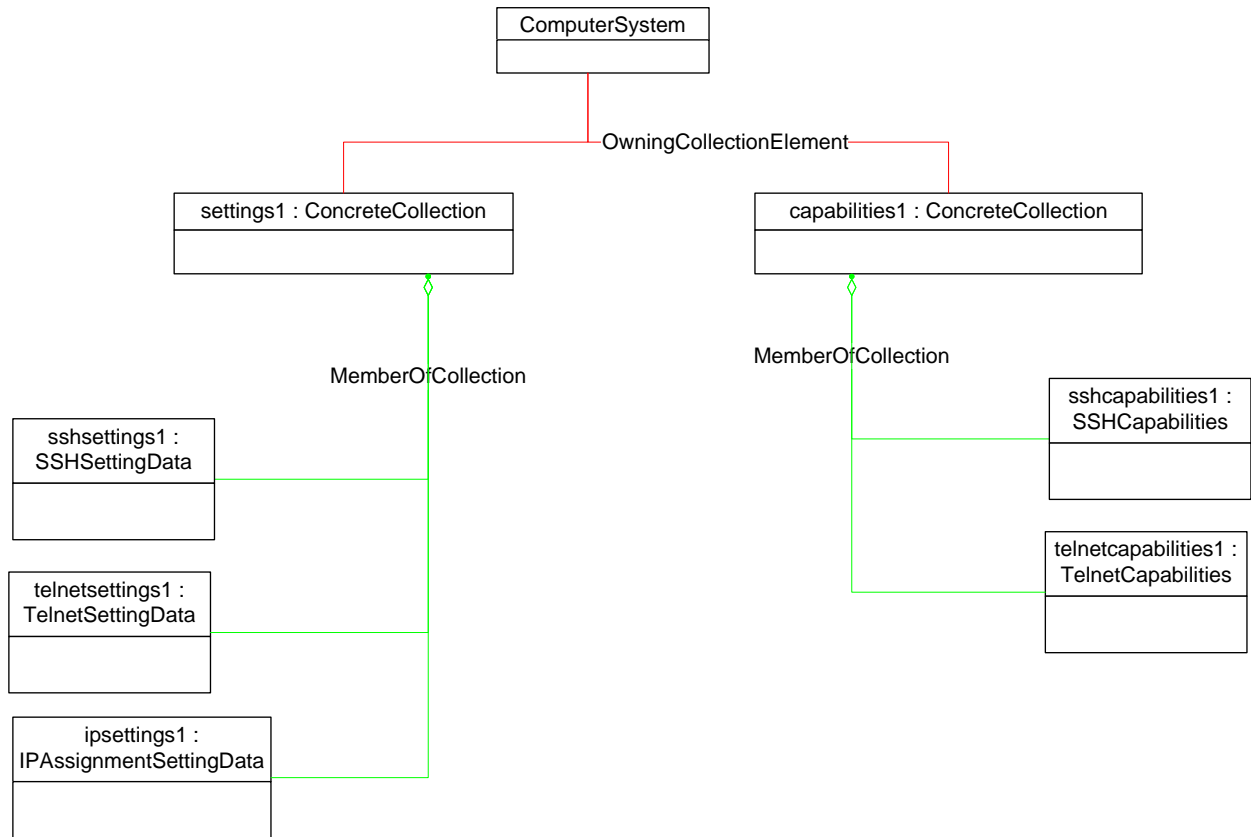 ComputerSystem
OwningCollectionElement
settings1 : ConcreteCollection
capabilities1 : ConcreteCollection
MemberOfCollection
MemberOfCollection
sshsettings1 :
SSHSettingData
sshcapabilities1 :
SSHCapabilities
telnetsettings1 :
TelnetSettingData
telnetcapabilities1 :
TelnetCapabilities
ipsettings1 :
IPAssignmentSettingData